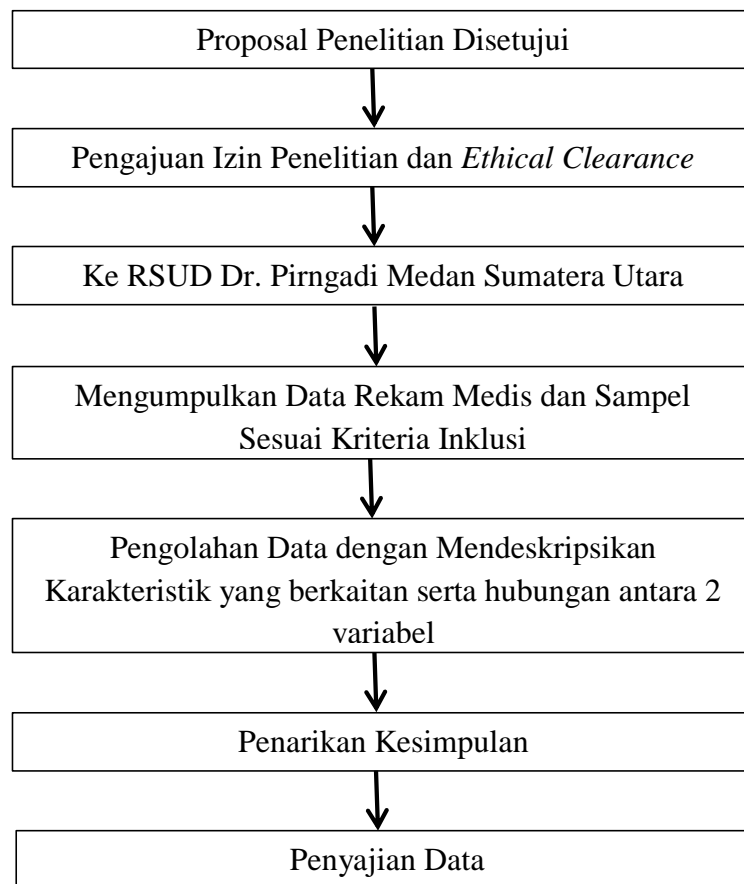 Proposal Penelitian Disetujui
Pengajuan Izin Penelitian dan Ethical Clearance
Ke RSUD Dr. Pirngadi Medan Sumatera Utara
Mengumpulkan Data Rekam Medis dan Sampel
Sesuai Kriteria Inklusi
Pengolahan Data dengan Mendeskripsikan
Karakteristik yang berkaitan serta hubungan antara 2
variabel
Penarikan Kesimpulan
Penyajian Data